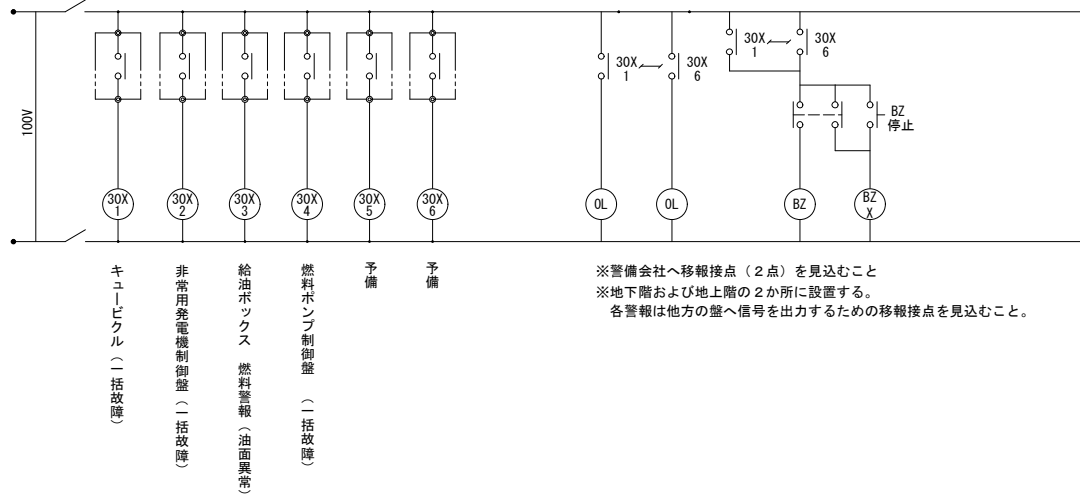 100V
30X
1
30X
2
30X
3
30X
4
30X
5
30X
6
30X
1
30X
6
30X
1
30X
6
BZ
停止
OL
OL
BZ
BZ
X
キュービクル（一括故障）
非常用発電機制御盤（一括故障）
給油ボックス　燃料警報（油面異常）
燃料ポンプ制御盤　（一括故障）
予備
予備
※警備会社へ移報接点（２点）を見込むこと
※地下階および地上階の２か所に設置する。
各警報は他方の盤へ信号を出力するための移報接点を見込むこと。